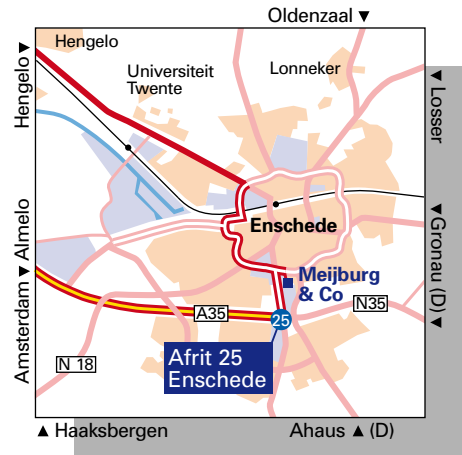 Oldenzaal ▼
Hengelo
Universiteit
Twente
Lonneker
Hengelo ▼
▼ Losser
Enschede
Amsterdam ▼ Almelo
▼ Gronau (D) ▼
Meijburg
& Co
A35
25
N35
N 18
Afrit 25
Enschede
▲ Haaksbergen
Ahaus ▲ (D)